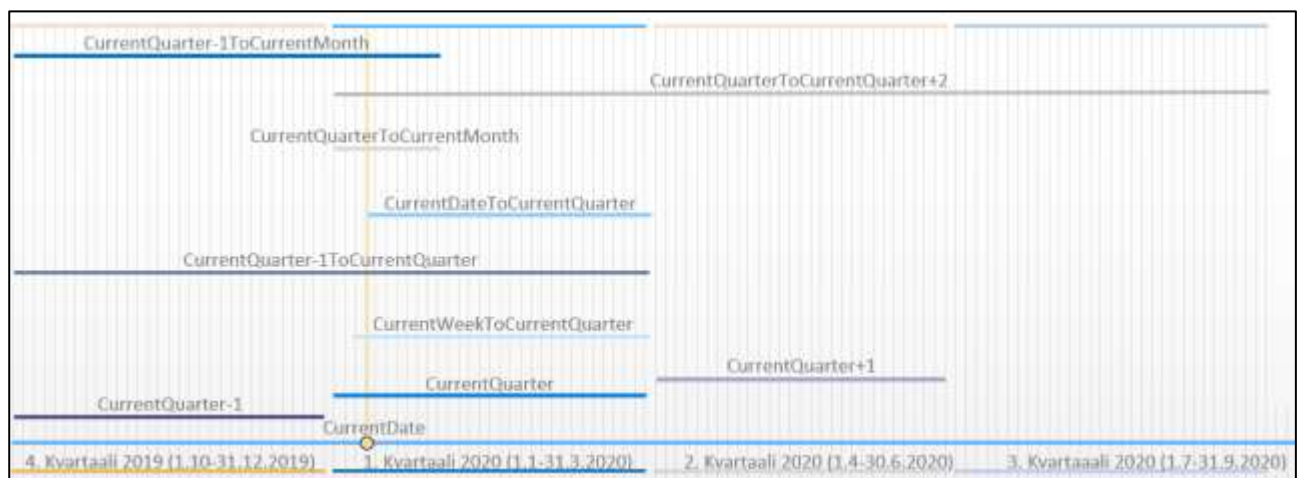 CurrentQuarter-1ToCurrentMonth
CurrentQuarterToCurrentQuarter+2
CurrentQuarterToCurrentMonth
CurrentDateToCurrentQuarter
CurrentQuarter-1ToCurrentQuarter
CurrentWeekToCurrentQuarter
CurrentQuarter+1
CurrentQuarter
CurrentQuarter-1
CurrentDate
4. Kvartaali 2019 (1.10-31.12.2019)
1. Kvartaali 2020 (1.1-31.3.2020)
2. Kvartaali 2020 (1.4-30.6.2020)
3. Kvartaaali 2020 (1.7-31.9.2020)